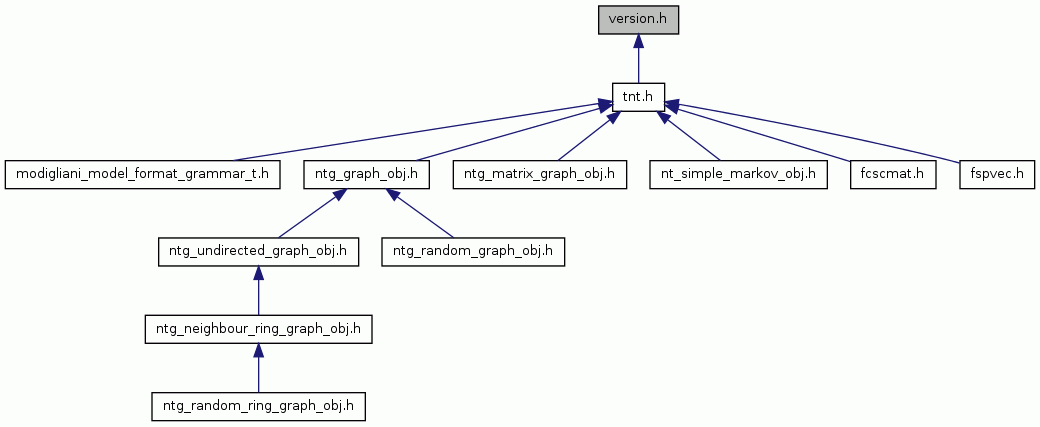 version.h
tnt.h
modigliani_model_format_grammar_t.h
ntg_graph_obj.h
ntg_matrix_graph_obj.h
nt_simple_markov_obj.h
fcscmat.h
fspvec.h
ntg_undirected_graph_obj.h
ntg_random_graph_obj.h
ntg_neighbour_ring_graph_obj.h
ntg_random_ring_graph_obj.h